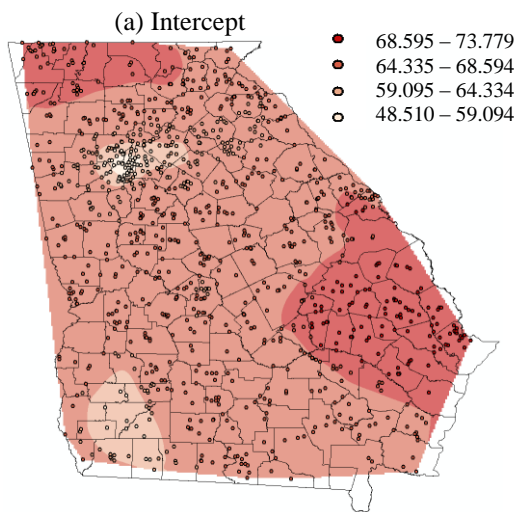 (a) Intercept
68.595 – 73.779
64.335 – 68.594
59.095 – 64.334
48.510 – 59.094